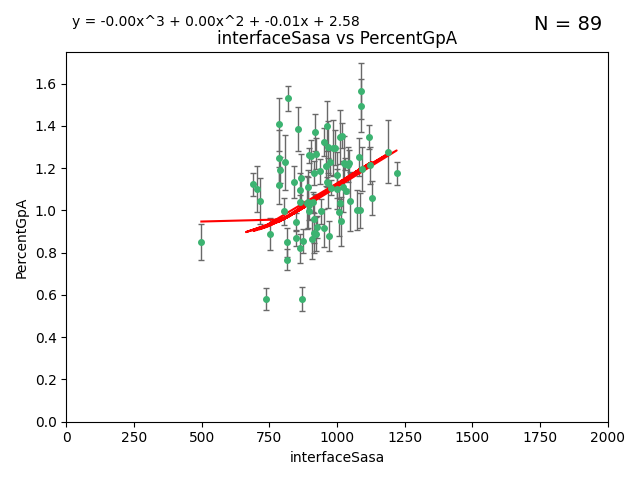 y = -0.00x^3 + 0.00x^2 + -0.01x + 2.58
N = 89
interfaceSasa vs PercentGpA
PercentGpA
1.6
1.4
1.2
1.0
0.8
0.6
0.4
0.2
0.0
0 250 500 750 1000 1250 1500 1750 2000
interfaceSasa